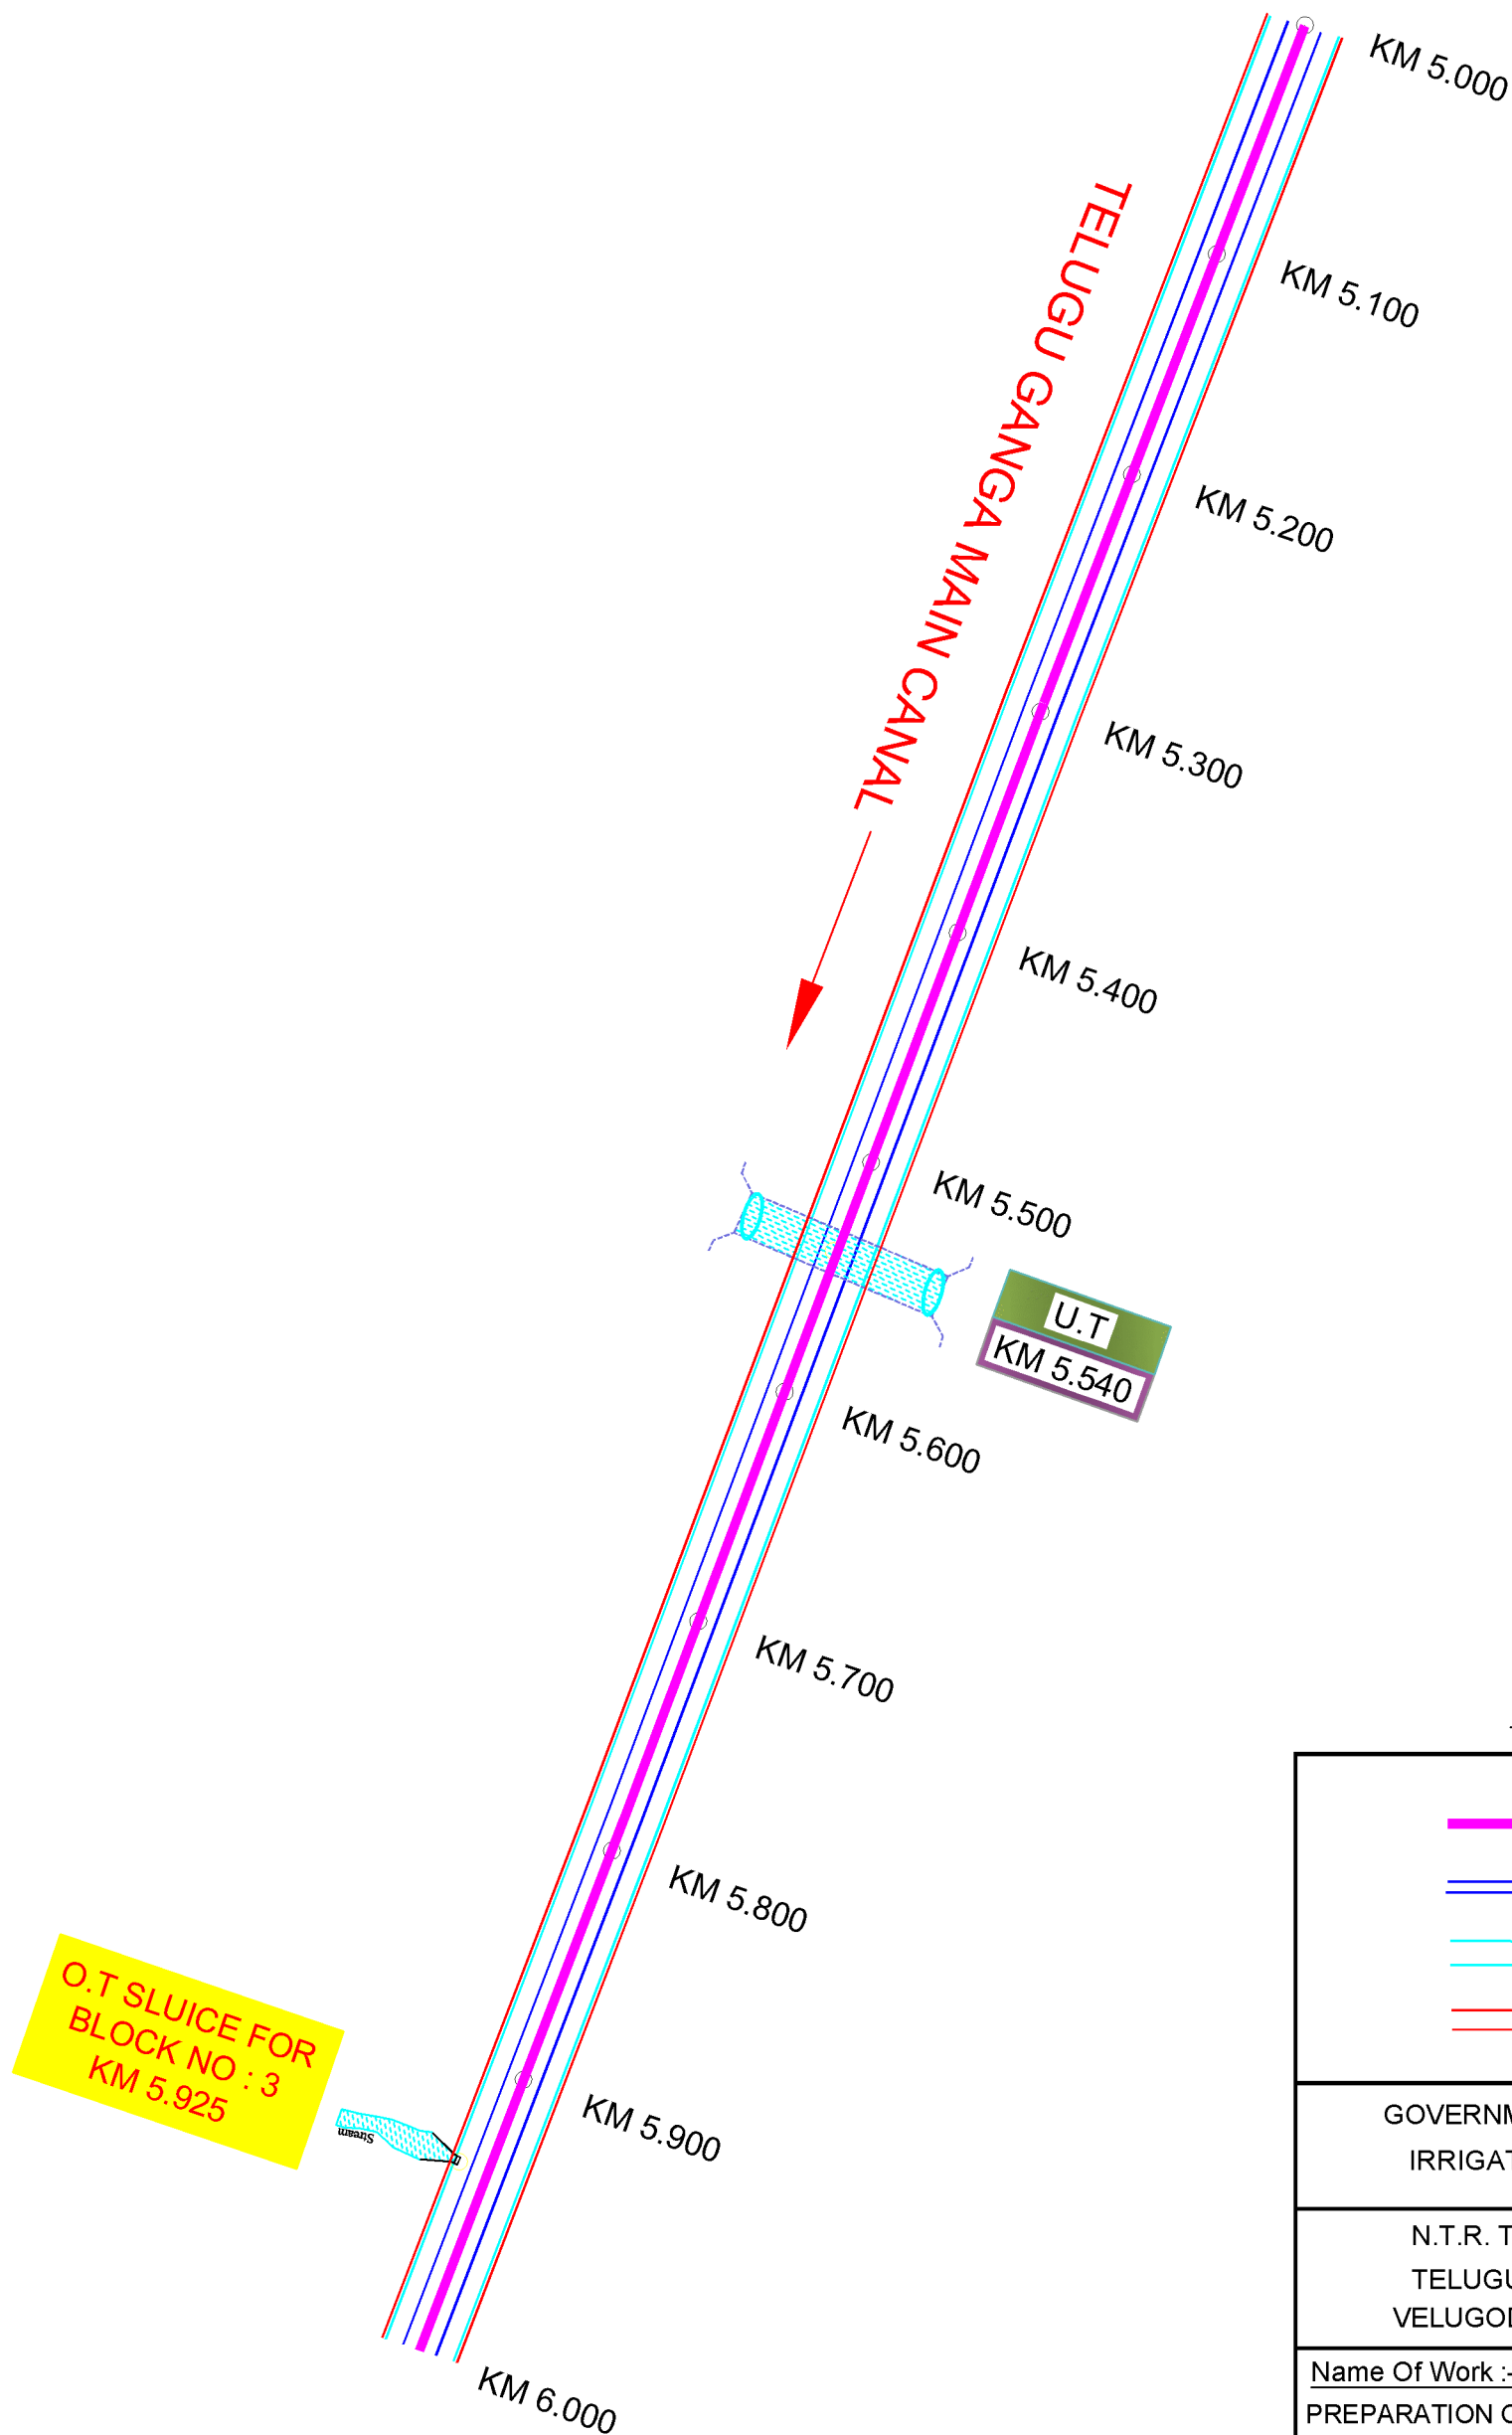 KM 5.000
TELUGU GANGA MAIN CANAL
KM 5.100
KM 5.200
KM 5.300
KM 5.400
KM 5.500
U.T
KM 5.540
KM 5.600
KM 5.700
KM 5.800
O.T SLUICE FOR
BLOCK NO : 3
KM 5.925
Stream
KM 5.900
KM 6.000
GOVERNM
IRRIGAT
N.T.R. T
TELUGU
VELUGO
Name Of Work :-
PREPARATION